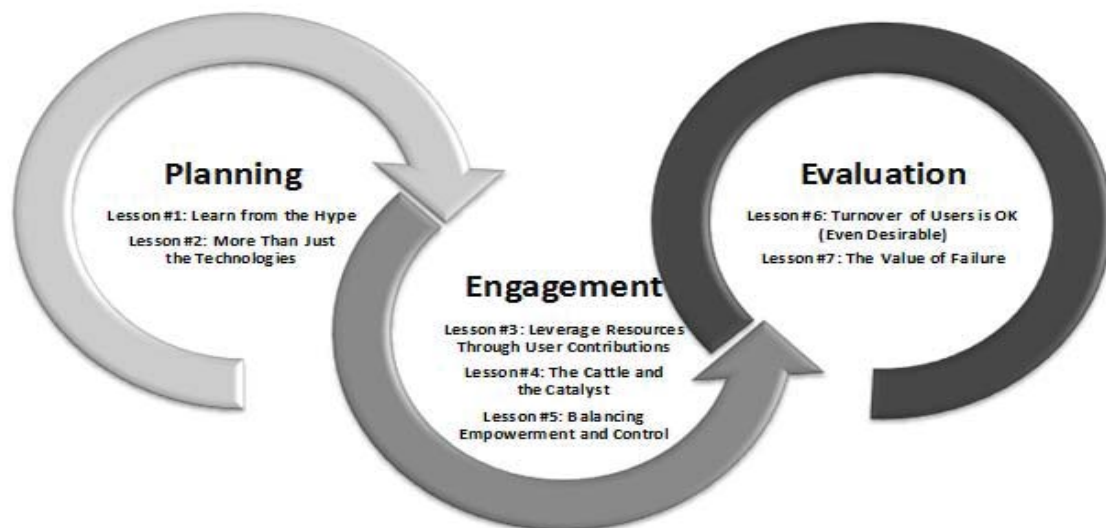 Planning
Lesson #1: Learn from the Hype
Lesson #2: More Than Just
the Technologies
Engagement
Lesson #3: Leverage Resources
Through User Contributions
Lesson #4: The Cattle and
the Catalyst
Lesson #5: Balancing
Empowerment and Control
Evaluation
Lesson #6: Turnover of Users is OK
(Even Desirable)
Lesson #7: The Value of Failure